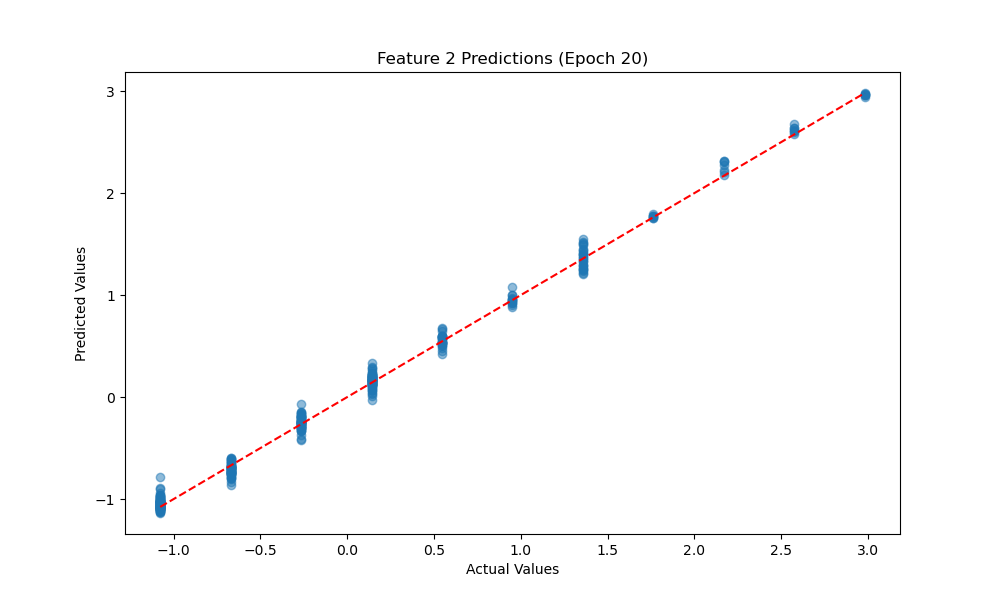 Feature 2 Predictions (Epoch 20)
Predicted Values
3
2
1
0
−1
−1.0 −0.5 0.0 0.5 1.0 1.5 2.0 2.5 3.0
Actual Values